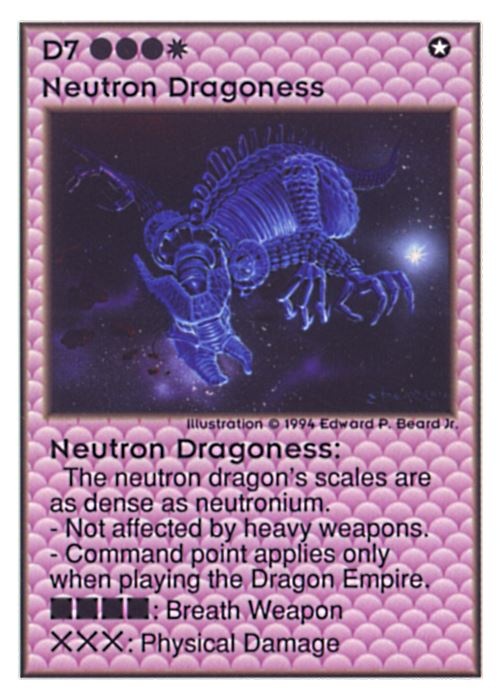 D7 ●●●✷ ✪
Neutron Dragoness
Illustration © 1994 Edward P. Beard Jr.
Neutron Dragoness:
The neutron dragon's scales are
as dense as neutronium.
- Not affected by heavy weapons.
- Command point applies only
when playing the Dragon Empire.
■■■■: Breath Weapon
×××: Physical Damage